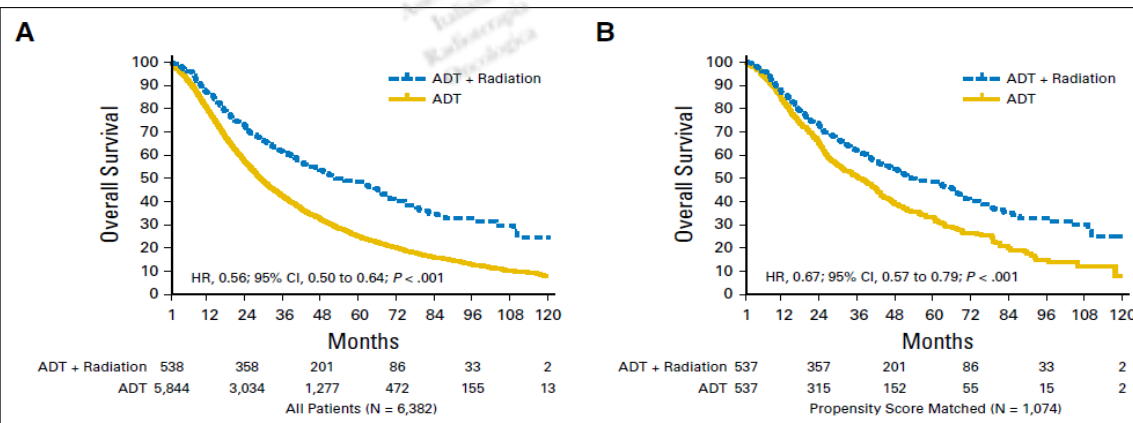 A
B
Italiana
Radioterapia
Oncologica
ADT + Radiation
ADT
ADT + Radiation
ADT
Overall Survival
100
90
80
70
60
50
40
30
20
10
0
HR, 0.56; 95% CI, 0.50 to 0.64; P < .001
1 12 24 36 48 60 72 84 96 108 120
Months
ADT + Radiation 538 358 201 86 33 2
ADT 5,844 3,034 1,277 472 155 13
All Patients (N = 6,382)
Overall Survival
100
90
80
70
60
50
40
30
20
10
0
HR, 0.67; 95% CI, 0.57 to 0.79; P < .001
1 12 24 36 48 60 72 84 96 108 120
Months
ADT + Radiation 537 357 201 86 33 2
ADT 537 315 152 55 15 2
Propensity Score Matched (N = 1,074)